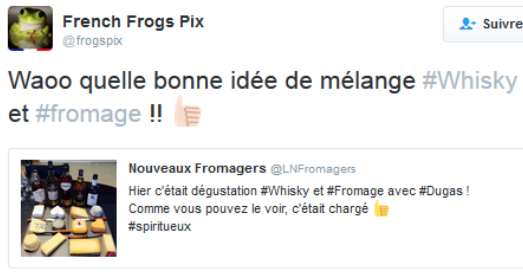 French Frogs Pix
@frogspix
Suivre
Waoo quelle bonne idée de mélange #Whisky
et #fromage !! 👍
Nouveaux Fromagers @LNFromagers
Hier c'était dégustation #Whisky et #Fromage avec #Dugas !
Comme vous pouvez le voir, c'était chargé 👍
#spiritueux